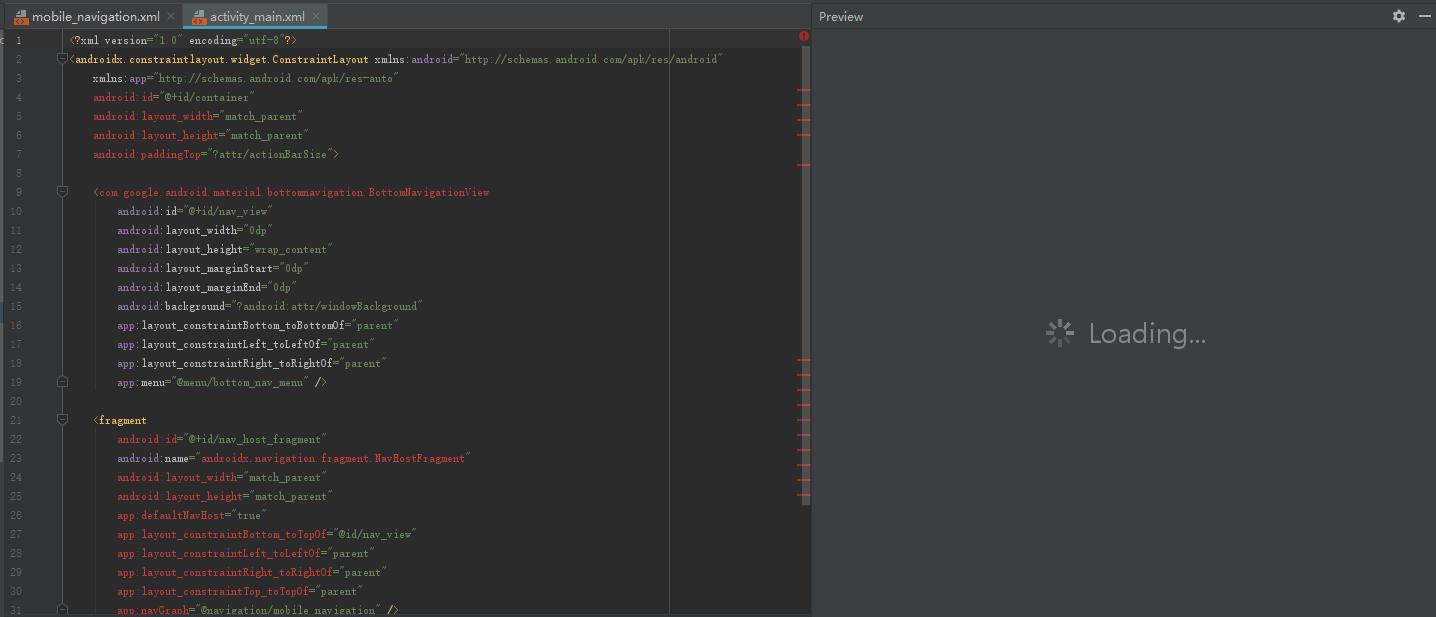 mobile_navigation.xml × activity_main.xml × Preview
1 <?xml version="1.0" encoding="utf-8"?>
2 <androidx.constraintlayout.widget.ConstraintLayout xmlns:android="http://schemas.android.com/apk/res/android"
3 xmlns:app="http://schemas.android.com/apk/res-auto"
4 android:id="@+id/container"
5 android:layout_width="match_parent"
6 android:layout_height="match_parent"
7 android:paddingTop="?attr/actionBarSize">
8
9 <com.google.android.material.bottomnavigation.BottomNavigationView
10 android:id="@+id/nav_view"
11 android:layout_width="0dp"
12 android:layout_height="wrap_content"
13 android:layout_marginStart="0dp"
14 android:layout_marginEnd="0dp"
15 android:background="?android:attr/windowBackground"
16 app:layout_constraintBottom_toBottomOf="parent"
17 app:layout_constraintLeft_toLeftOf="parent"
18 app:layout_constraintRight_toRightOf="parent"
19 app:menu="@menu/bottom_nav_menu" />
20
21 <fragment
22 android:id="@+id/nav_host_fragment"
23 android:name="androidx.navigation.fragment.NavHostFragment"
24 android:layout_width="match_parent"
25 android:layout_height="match_parent"
26 app:defaultNavHost="true"
27 app:layout_constraintBottom_toTopOf="@id/nav_view"
28 app:layout_constraintLeft_toLeftOf="parent"
29 app:layout_constraintRight_toRightOf="parent"
30 app:layout_constraintTop_toTopOf="parent"
31 app:navGraph="@navigation/mobile_navigation" />
Loading...